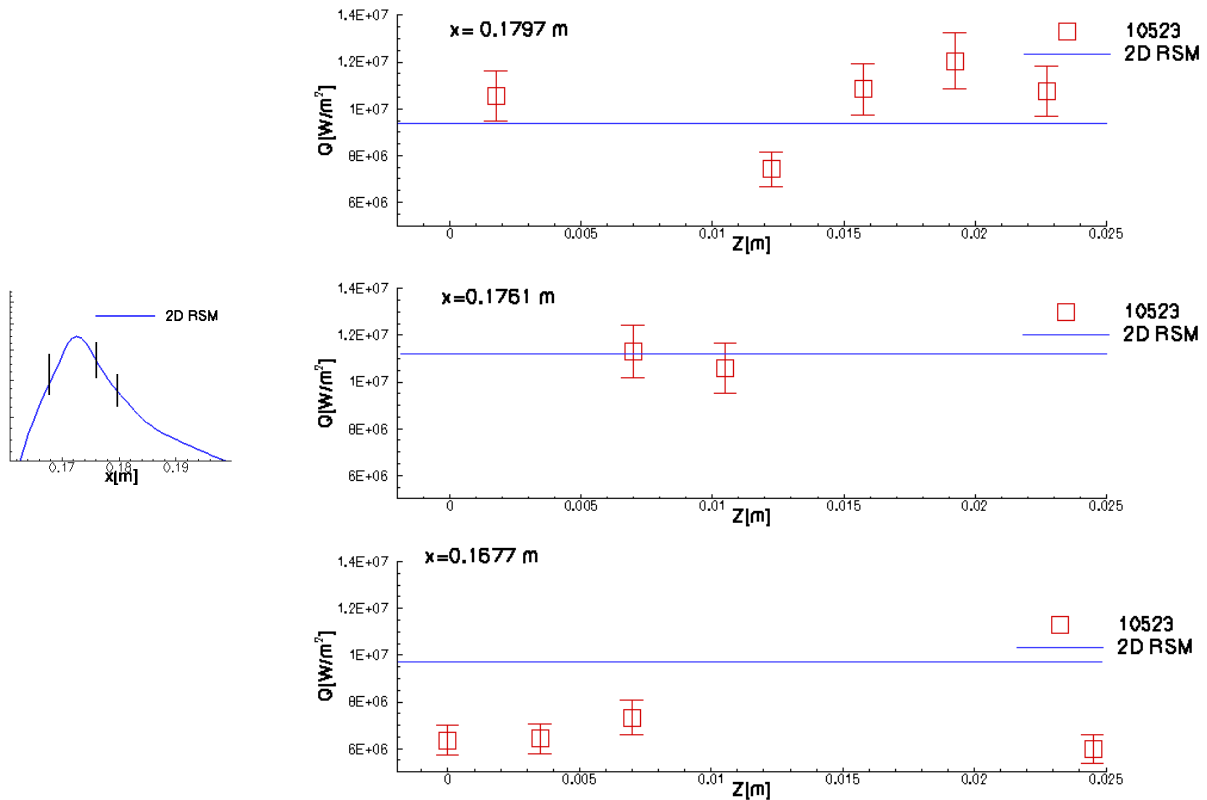 x= 0.1797 m
10523
2D RSM
Q[W/m²]
1.4E+07
1.2E+07
1E+07
8E+06
6E+06
0 0.005 0.01 0.015 0.02 0.025
Z[m]
2D RSM
0.17 0.18 0.19
x[m]
x=0.1761 m
10523
2D RSM
Q[W/m²]
1.4E+07
1.2E+07
1E+07
8E+06
6E+06
0 0.005 0.01 0.015 0.02 0.025
Z[m]
x=0.1677 m
10523
2D RSM
Q[W/m²]
1.4E+07
1.2E+07
1E+07
8E+06
6E+06
0 0.005 0.01 0.015 0.02 0.025
Z[m]